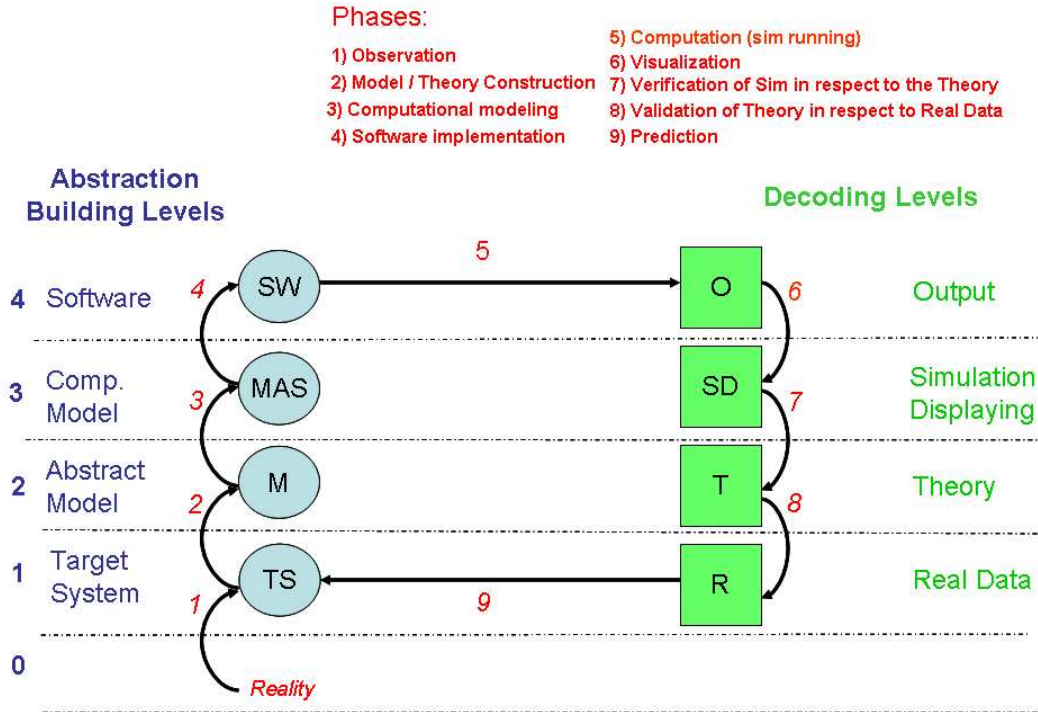 Phases:
1) Observation
2) Model / Theory Construction
3) Computational modeling
4) Software implementation
5) Computation (sim running)
6) Visualization
7) Verification of Sim in respect to the Theory
8) Validation of Theory in respect to Real Data
9) Prediction
Abstraction
Building Levels
Decoding Levels
4 Software 4 SW 5 O 6 Output
3 Comp.
Model
3 MAS SD 7 Simulation
Displaying
2 Abstract
Model
2 M T 8 Theory
1 Target
System
1 TS 9 R Real Data
0
Reality